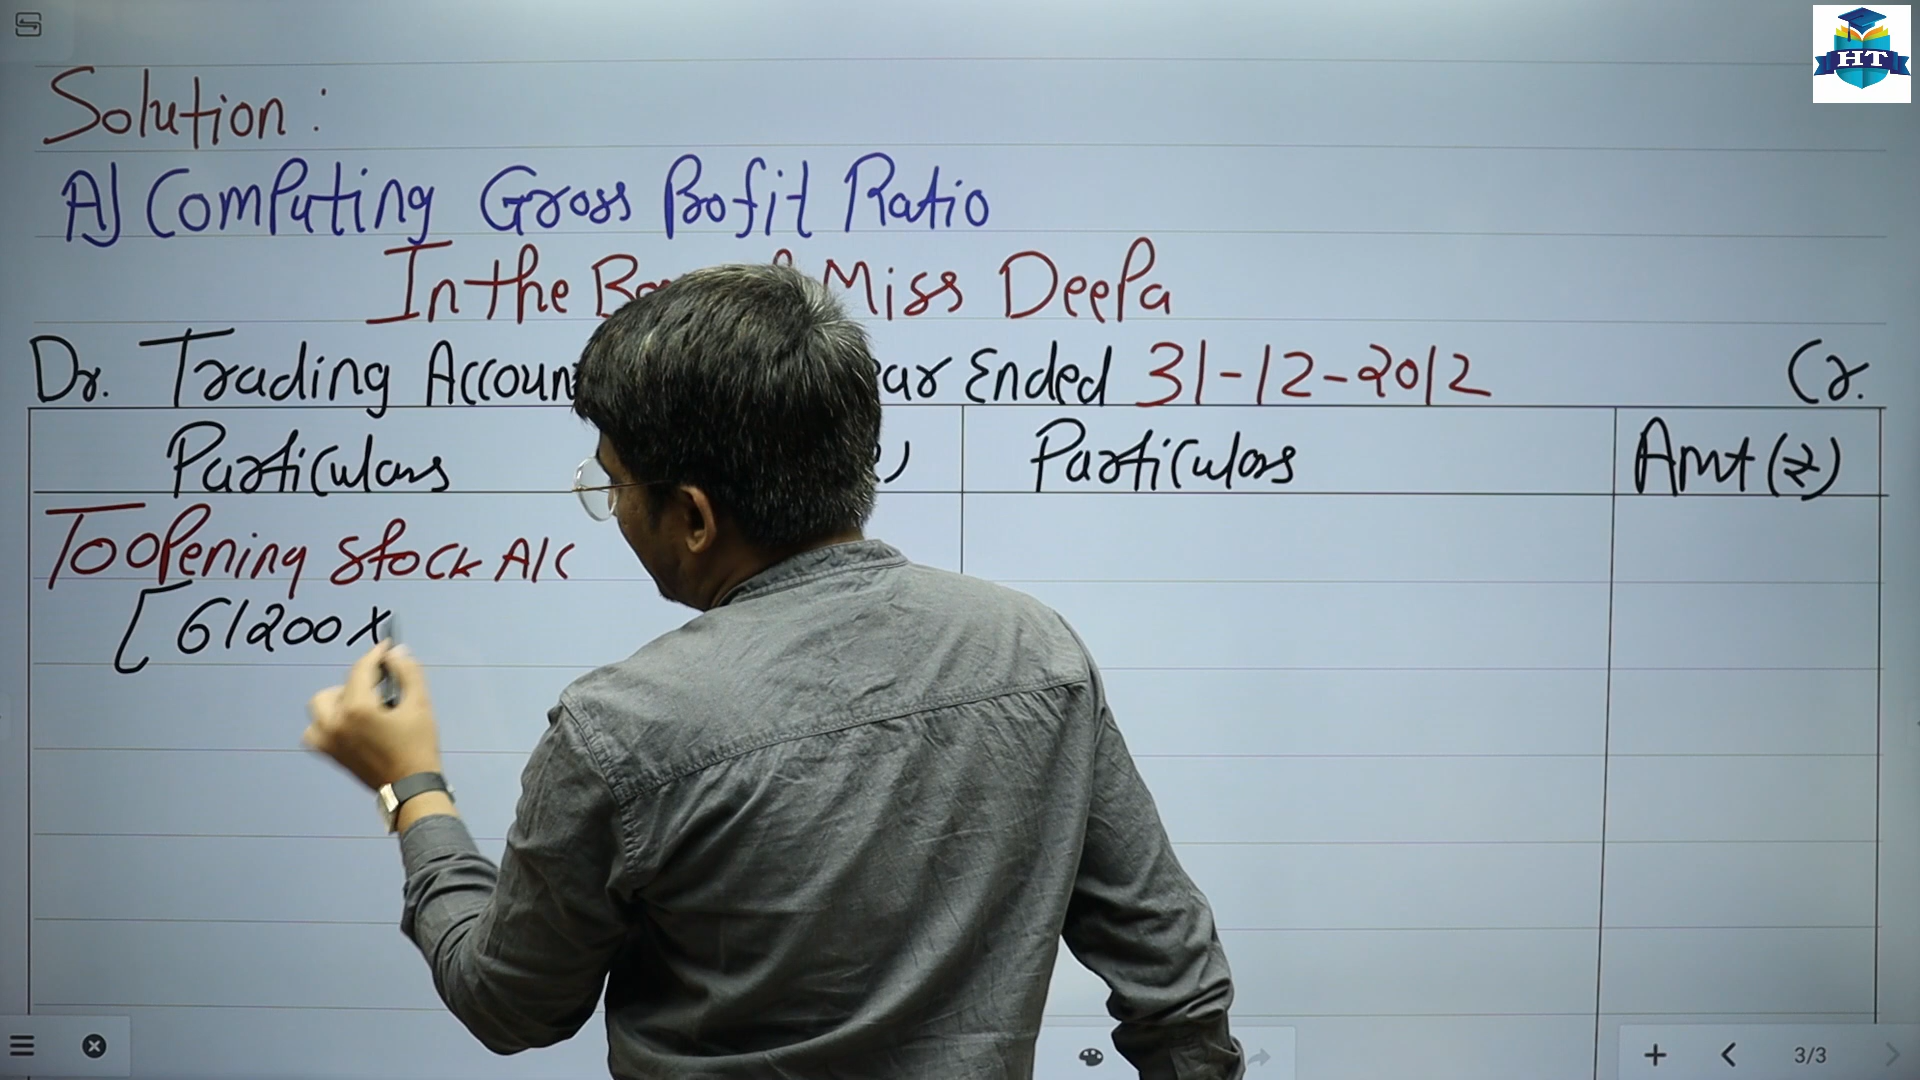 HT
Solution :
A] Computing Gross Profit Ratio
In the Miss Deepa
Dr. Trading Account Ended 31-12-2012 Cr.
Particulars Particulars Amt (₹)
To Opening Stock A/c
[ 61200 x
3/3